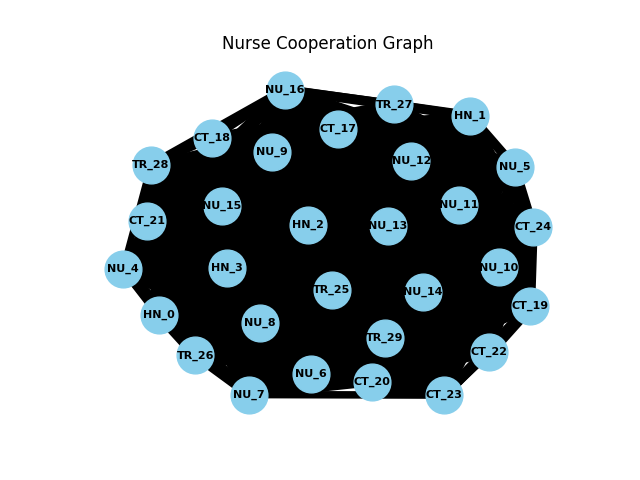 Nurse Cooperation Graph
NU_16
TR_27
HN_1
CT_17
CT_18
NU_9
NU_12
TR_28
NU_5
NU_15
NU_11
CT_21
HN_2
NU_13
CT_24
NU_4
HN_3
NU_10
TR_25
NU_14
CT_19
HN_0
NU_8
TR_29
TR_26
CT_22
NU_6
CT_20
NU_7
CT_23